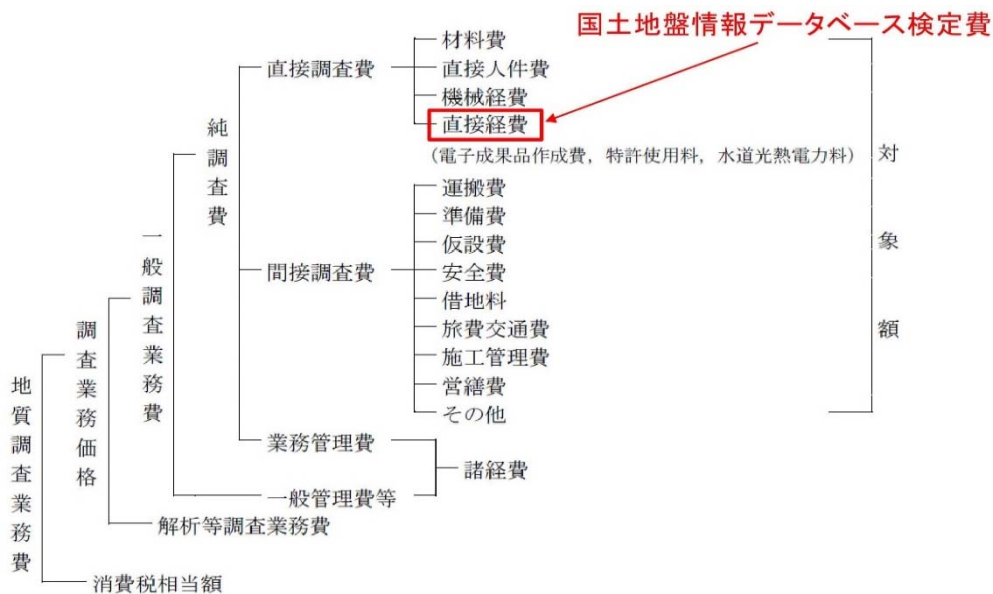 国土地盤情報データベース検定費
材料費
直接調査費
直接人件費
機械経費
直接経費
(電子成果品作成費，特許使用料，水道光熱電力料)
純調査費
運搬費
準備費
仮設費
間接調査費
安全費
借地料
旅費交通費
施工管理費
営繕費
その他
対象額
一般調査業務費
業務管理費
諸経費
一般管理費等
調査業務価格
解析等調査業務費
地質調査業務費
消費税相当額